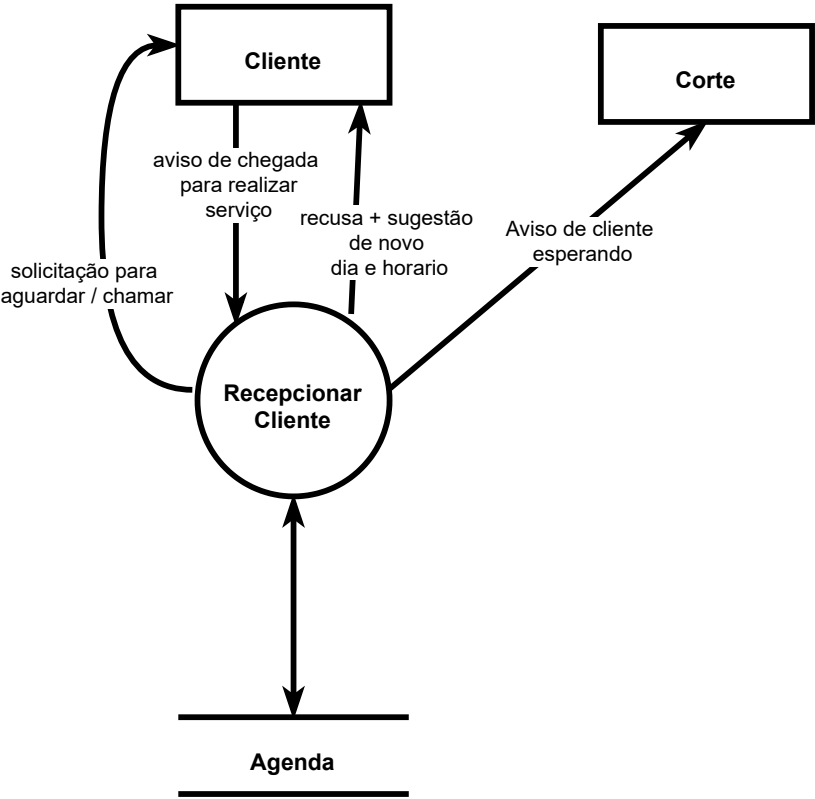 Cliente
Corte
aviso de chegada
para realizar
serviço
recusa + sugestão
de novo
dia e horario
Aviso de cliente
esperando
solicitação para
aguardar / chamar
Recepcionar
Cliente
Agenda